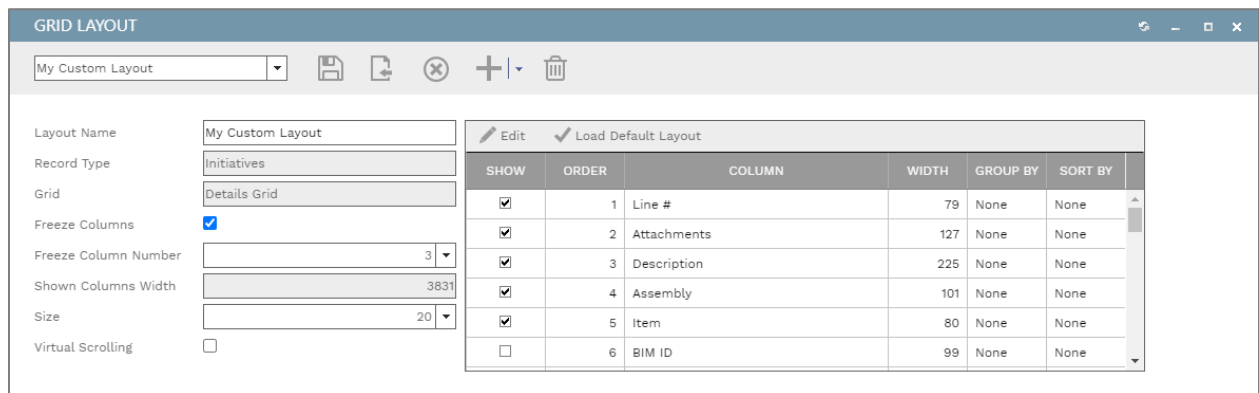 GRID LAYOUT
My Custom Layout
Layout Name My Custom Layout
Record Type Initiatives
Grid Details Grid
Freeze Columns
Freeze Column Number 3
Shown Columns Width 3831
Size 20
Virtual Scrolling
Edit Load Default Layout
SHOW ORDER COLUMN WIDTH GROUP BY SORT BY
1 Line # 79 None None
2 Attachments 127 None None
3 Description 225 None None
4 Assembly 101 None None
5 Item 80 None None
6 BIM ID 99 None None